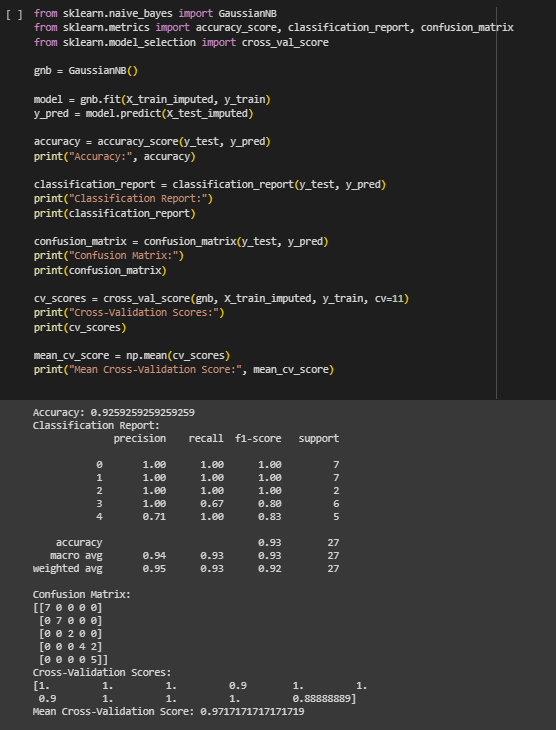 [ ] from sklearn.naive_bayes import GaussianNB
from sklearn.metrics import accuracy_score, classification_report, confusion_matrix
from sklearn.model_selection import cross_val_score

gnb = GaussianNB()

model = gnb.fit(X_train_imputed, y_train)
y_pred = model.predict(X_test_imputed)

accuracy = accuracy_score(y_test, y_pred)
print("Accuracy:", accuracy)

classification_report = classification_report(y_test, y_pred)
print("Classification Report:")
print(classification_report)

confusion_matrix = confusion_matrix(y_test, y_pred)
print("Confusion Matrix:")
print(confusion_matrix)

cv_scores = cross_val_score(gnb, X_train_imputed, y_train, cv=11)
print("Cross-Validation Scores:")
print(cv_scores)

mean_cv_score = np.mean(cv_scores)
print("Mean Cross-Validation Score:", mean_cv_score)

Accuracy: 0.9259259259259259
Classification Report:
              precision    recall  f1-score   support

           0       1.00      1.00      1.00         7
           1       1.00      1.00      1.00         7
           2       1.00      1.00      1.00         2
           3       1.00      0.67      0.80         6
           4       0.71      1.00      0.83         5

    accuracy                           0.93        27
   macro avg       0.94      0.93      0.93        27
weighted avg       0.95      0.93      0.92        27

Confusion Matrix:
[[7 0 0 0 0]
 [0 7 0 0 0]
 [0 0 2 0 0]
 [0 0 0 4 2]
 [0 0 0 0 5]]
Cross-Validation Scores:
[1.         1.         1.         0.9        1.         1.
 0.9        1.         1.         1.         0.88888889]
Mean Cross-Validation Score: 0.9717171717171719